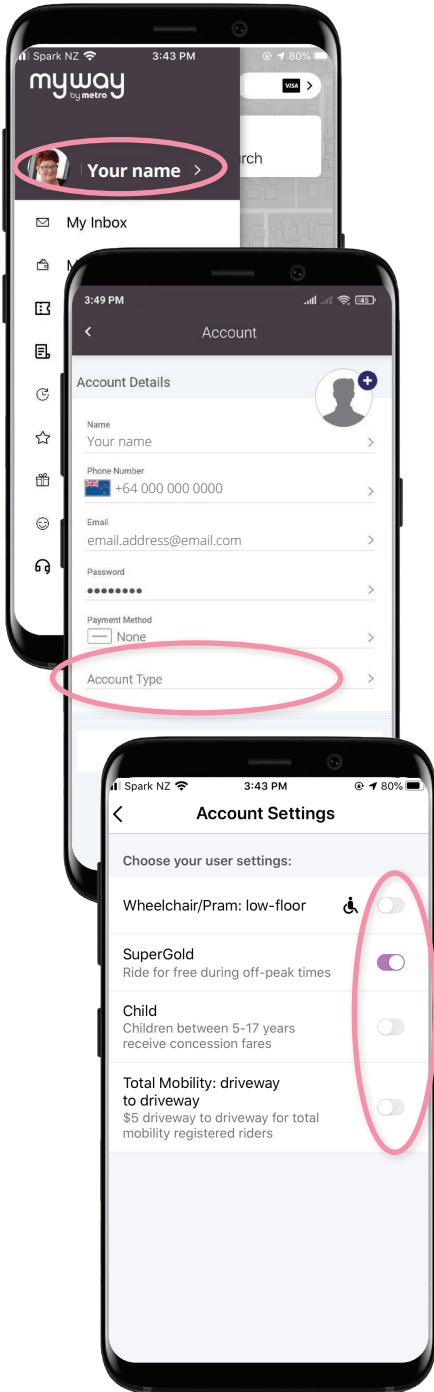 Spark NZ
3:43 PM
80%
myway
by metro
VISA
Your name
My Inbox
3:49 PM
45
Account
Account Details
Name
Your name
Phone Number
+64 000 000 0000
Email
email.address@email.com
Password
Payment Method
None
Account Type
Spark NZ
3:43 PM
80%
Account Settings
Choose your user settings:
Wheelchair/Pram: low-floor
SuperGold
Ride for free during off-peak times
Child
Children between 5-17 years
receive concession fares
Total Mobility: driveway
to driveway
$5 driveway to driveway for total
mobility registered riders